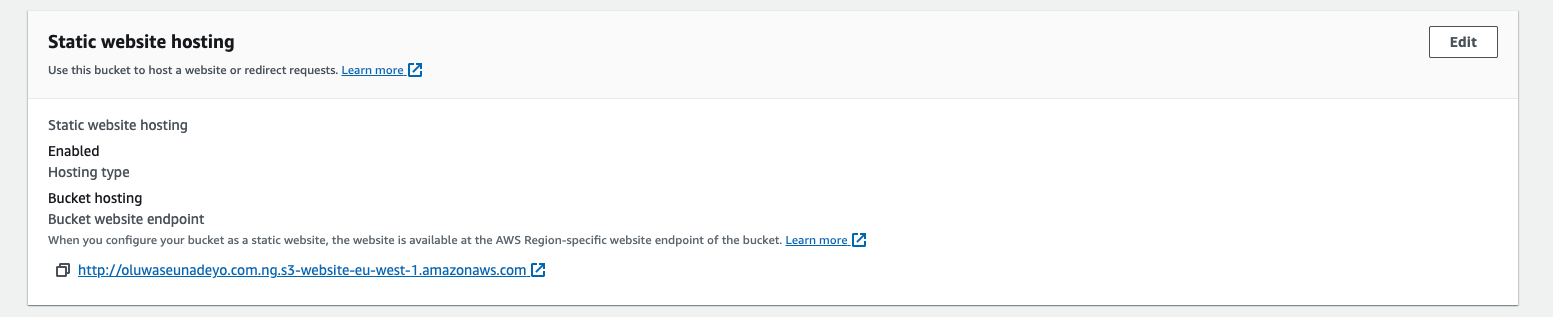 Static website hosting
Edit
Use this bucket to host a website or redirect requests. Learn more
Static website hosting
Enabled
Hosting type
Bucket hosting
Bucket website endpoint
When you configure your bucket as a static website, the website is available at the AWS Region-specific website endpoint of the bucket. Learn more
http://oluwaseunadeyo.com.ng.s3-website-eu-west-1.amazonaws.com